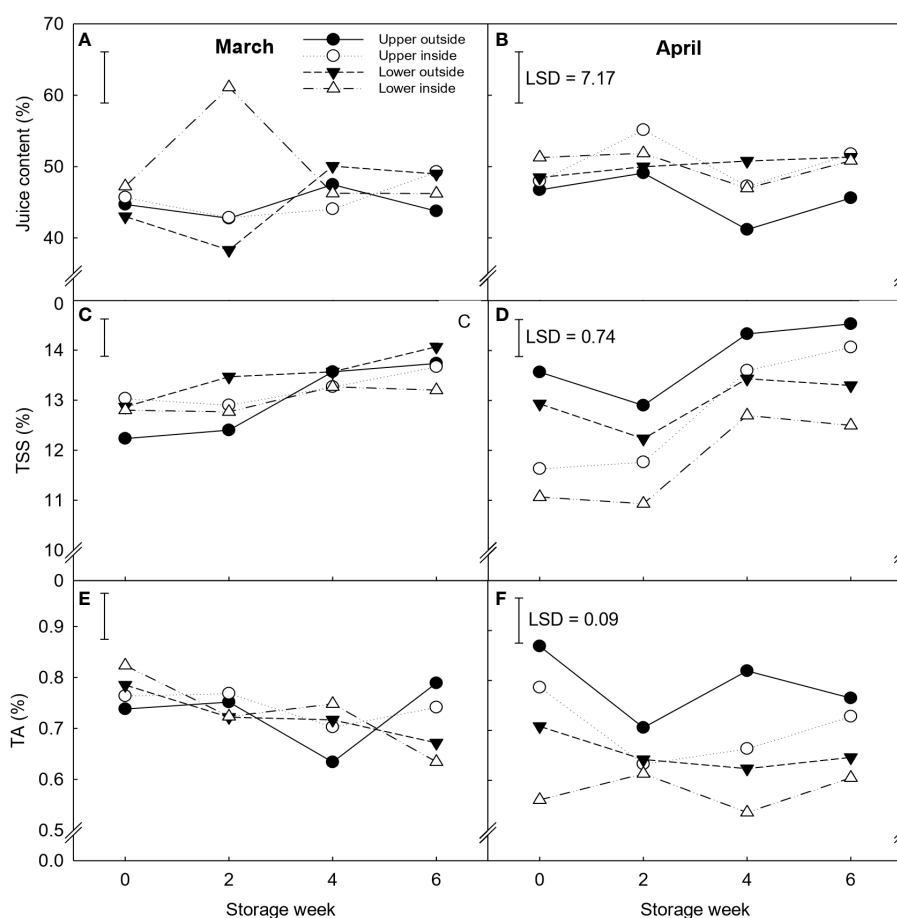 70
60
50
40
0
Juice content (%)
A
March
Upper outside
Upper inside
Lower outside
Lower inside
B
April
LSD = 7.17
14
13
12
11
10
0
TSS (%)
C
C
D
LSD = 0.74
0.9
0.8
0.7
0.6
0.5
0.0
TA (%)
E
F
LSD = 0.09
0 2 4 6
0 2 4 6
Storage week
Storage week